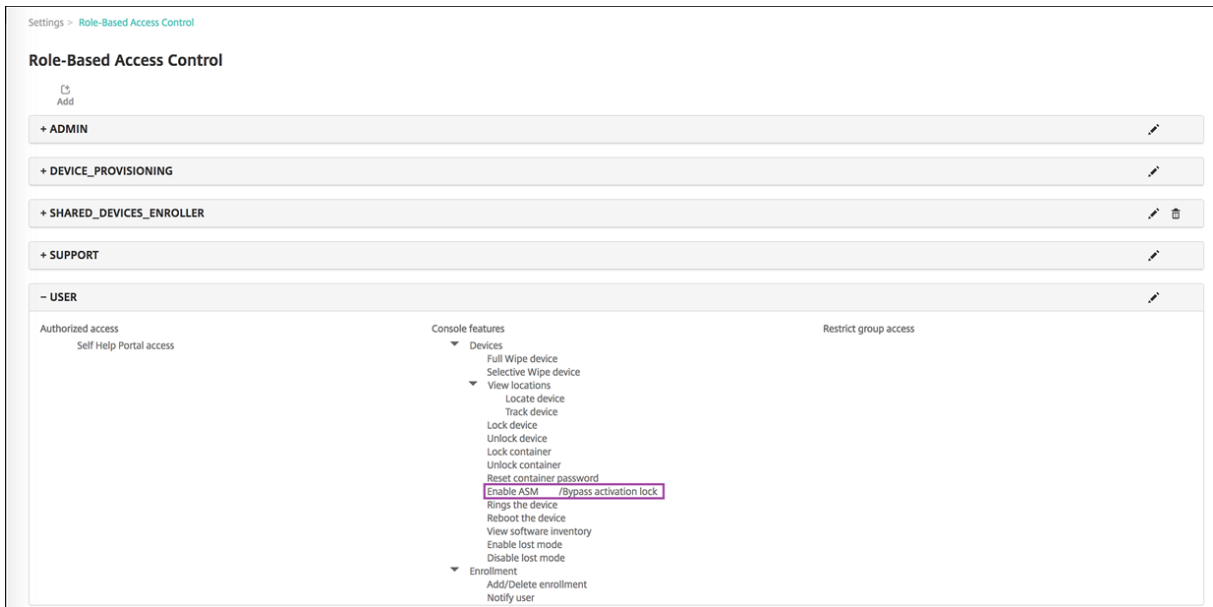 Settings > Role-Based Access Control
Role-Based Access Control
Add
+ ADMIN
+ DEVICE_PROVISIONING
+ SHARED_DEVICES_ENROLLER
+ SUPPORT
− USER
Authorized access
Self Help Portal access
Console features
Devices
Full Wipe device
Selective Wipe device
View locations
Locate device
Track device
Lock device
Unlock device
Lock container
Unlock container
Reset container password
Enable ASM /Bypass activation lock
Rings the device
Reboot the device
View software inventory
Enable lost mode
Disable lost mode
Enrollment
Add/Delete enrollment
Notify user
Restrict group access